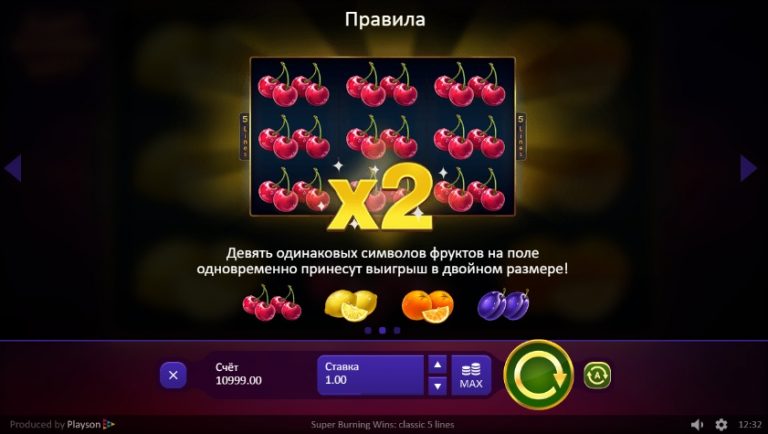 Правила
5 Lines
5 Lines
x2
Девять одинаковых символов фруктов на поле
одновременно принесут выигрыш в двойном размере!
Счёт
10999.00
Ставка
1.00
MAX
A
Produced by Playson
Super Burning Wins: classic 5 lines
12:32